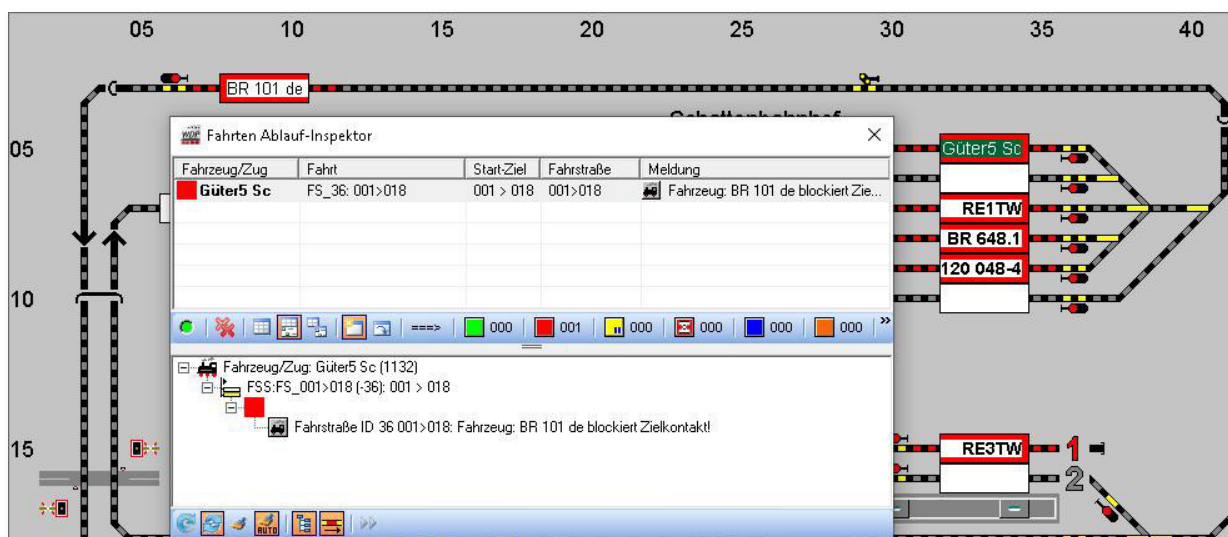 05 10 15 20 25 30 35 40
BR 101 de
Schattenbahnhof
WDP Fahrten Ablauf-Inspektor
05
Güter5 Sc
Fahrzeug/Zug Fahrt Start-Ziel Fahrstraße Meldung
Güter5 Sc FS_36: 001>018 001 > 018 001>018 Fahrzeug: BR 101 de blockiert Zie...
RE1TW
BR 648.1
120 048-4
10
===> 000 001 000 000 000 000 »
Fahrzeug/Zug: Güter5 Sc (1132)
FSS:FS_001>018 (-36): 001 > 018
Fahrstraße ID 36 001>018: Fahrzeug: BR 101 de blockiert Zielkontakt!
15
RE3TW 1
2
AUTO